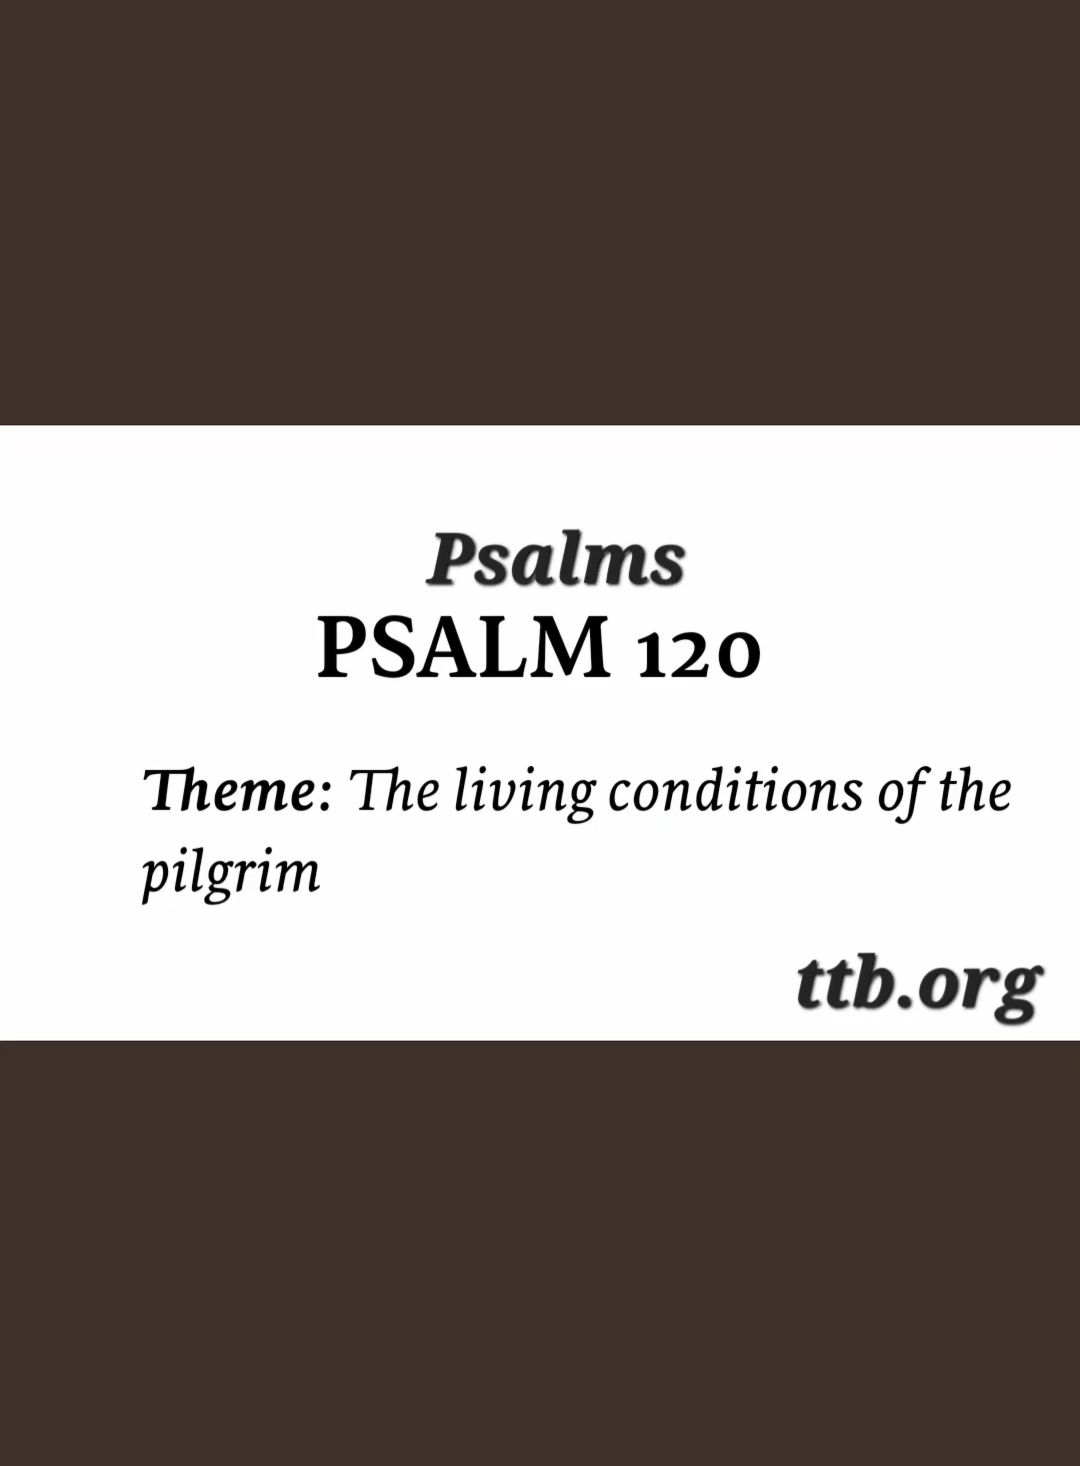 Psalms
PSALM 120
Theme: The living conditions of the
pilgrim
ttb.org